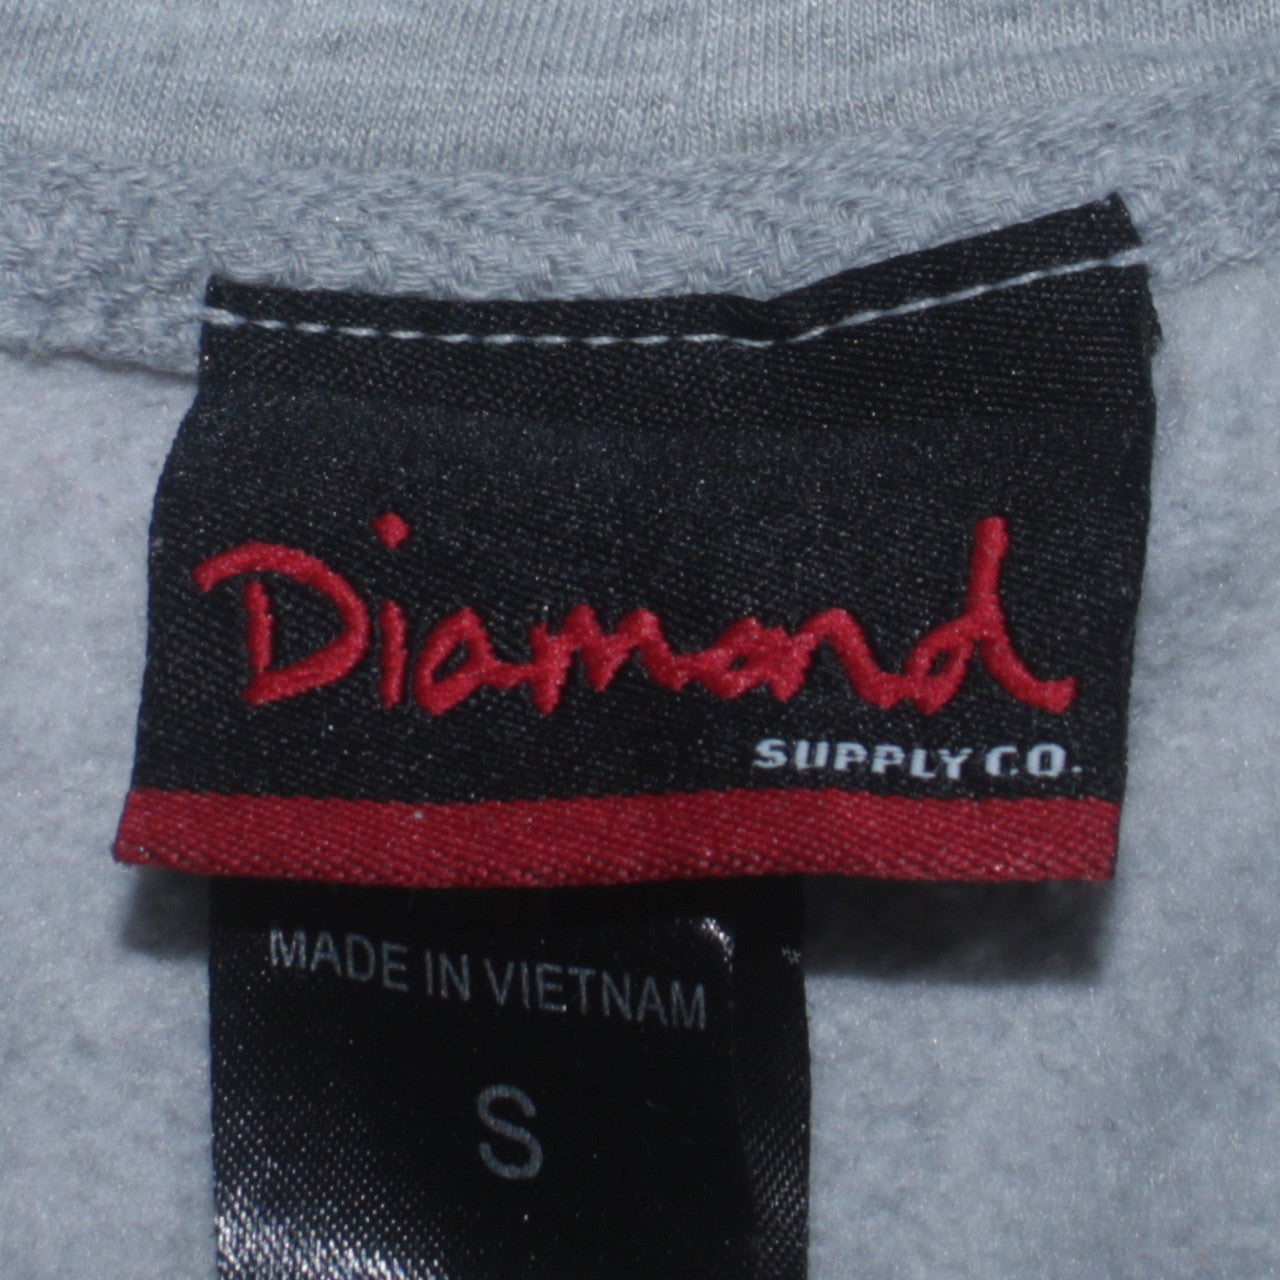 Diamond
SUPPLY CO.
MADE IN VIETNAM
S